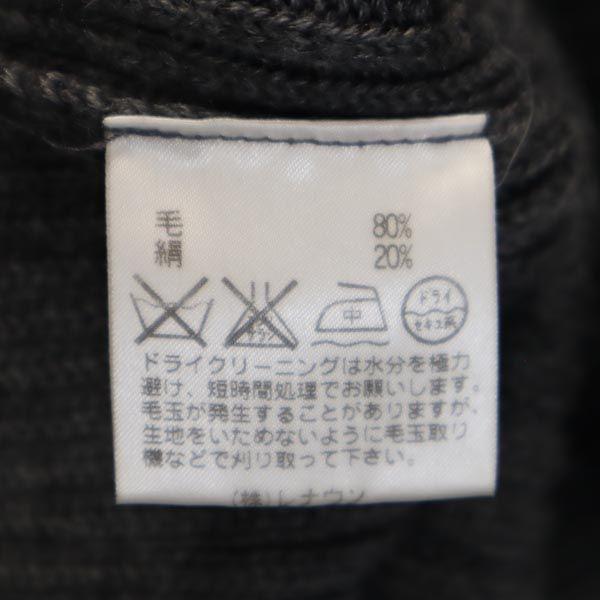 毛 80%
絹 20%
中 ドライ
セキユ系
ドライクリーニングは水分を極力
避け、短時間処理でお願いします。
毛玉が発生することがありますが、
生地をいためないように毛玉取り
機などで刈り取って下さい。
(株)レナウン